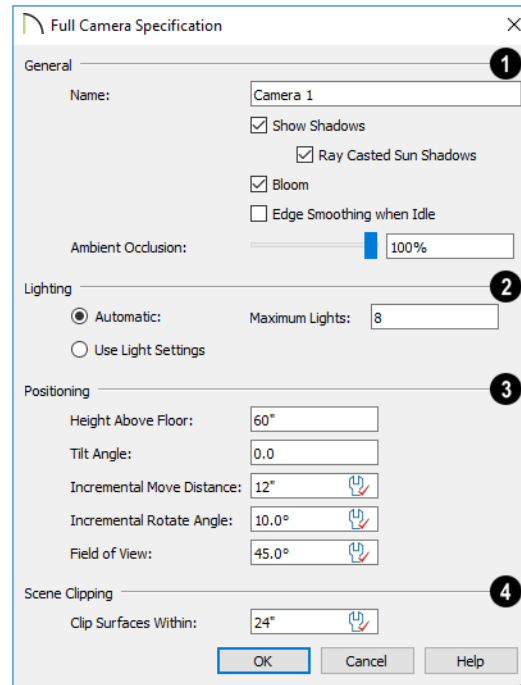 Full Camera Specification
General 1
Name: Camera 1
Show Shadows
Ray Casted Sun Shadows
Bloom
Edge Smoothing when Idle
Ambient Occlusion: 100%
Lighting 2
Automatic: Maximum Lights: 8
Use Light Settings
Positioning 3
Height Above Floor: 60"
Tilt Angle: 0.0
Incremental Move Distance: 12"
Incremental Rotate Angle: 10.0°
Field of View: 45.0°
Scene Clipping 4
Clip Surfaces Within: 24"
OK Cancel Help